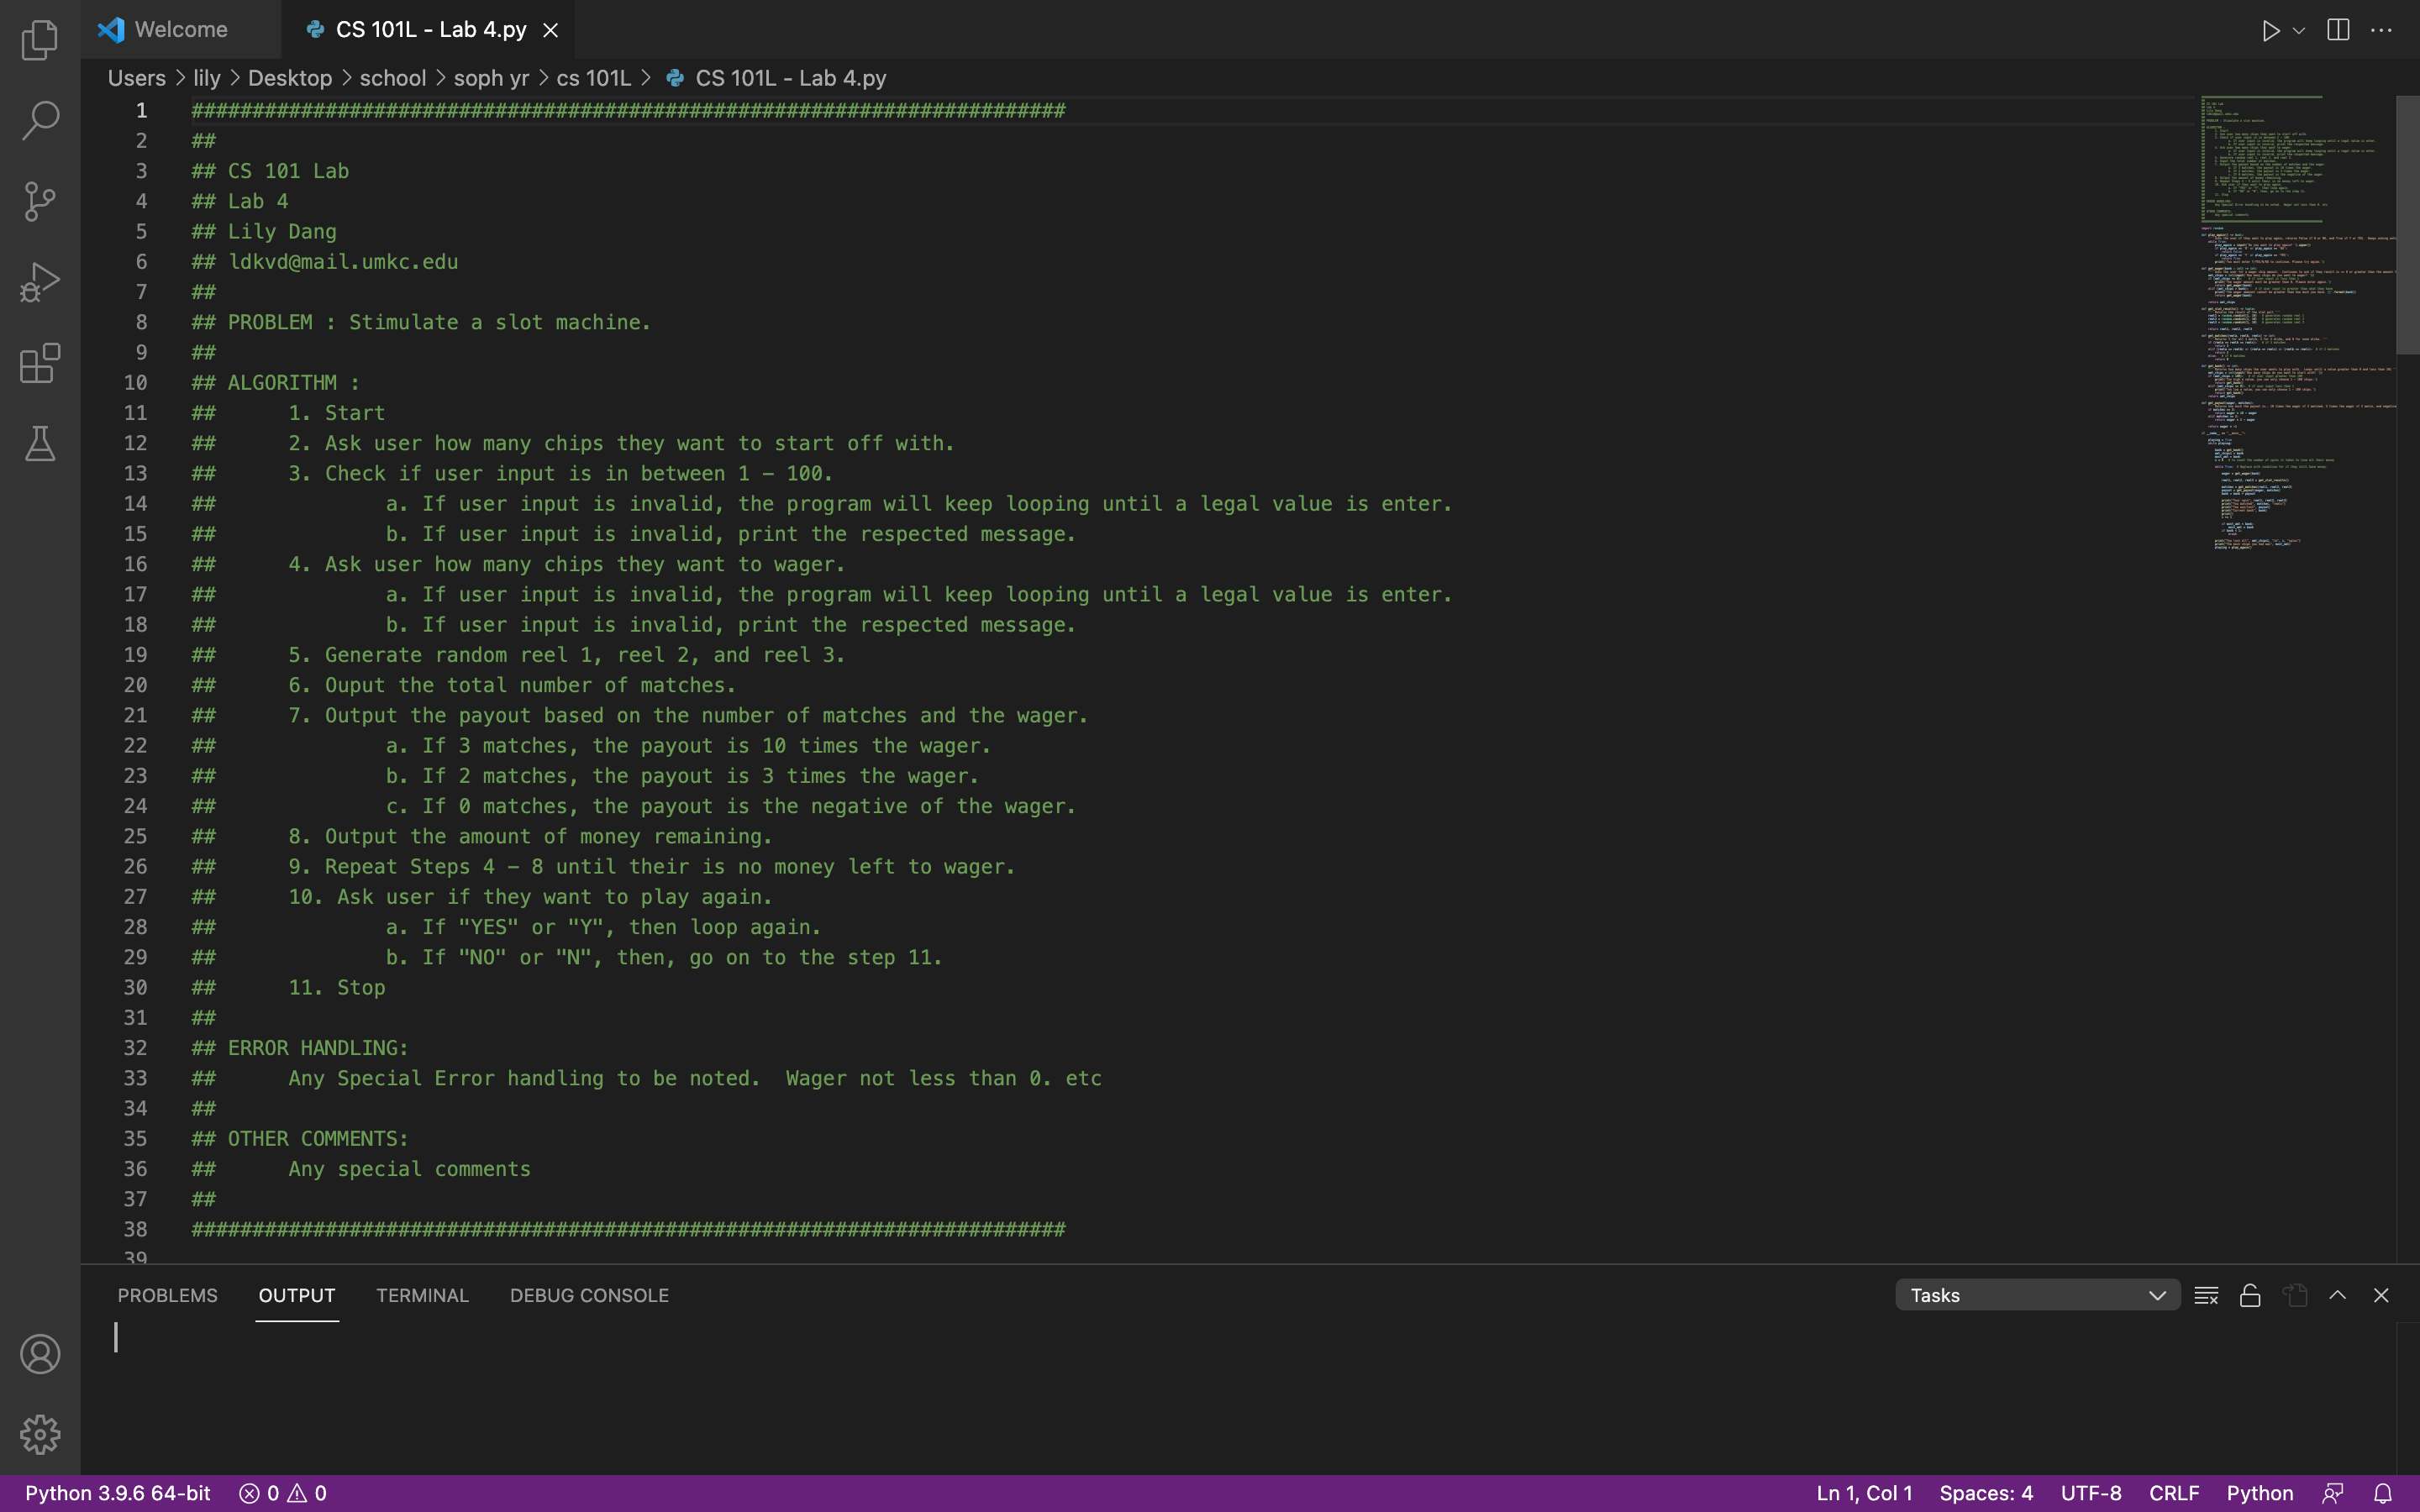 Welcome
CS 101L - Lab 4.py
Users > lily > Desktop > school > soph yr > cs 101L > CS 101L - Lab 4.py
1 ########################################################################
2 ##
3 ## CS 101 Lab
4 ## Lab 4
5 ## Lily Dang
6 ## ldkvd@mail.umkc.edu
7 ##
8 ## PROBLEM : Stimulate a slot machine.
9 ##
10 ## ALGORITHM :
11 ## 1. Start
12 ## 2. Ask user how many chips they want to start off with.
13 ## 3. Check if user input is in between 1 – 100.
14 ## a. If user input is invalid, the program will keep looping until a legal value is enter.
15 ## b. If user input is invalid, print the respected message.
16 ## 4. Ask user how many chips they want to wager.
17 ## a. If user input is invalid, the program will keep looping until a legal value is enter.
18 ## b. If user input is invalid, print the respected message.
19 ## 5. Generate random reel 1, reel 2, and reel 3.
20 ## 6. Ouput the total number of matches.
21 ## 7. Output the payout based on the number of matches and the wager.
22 ## a. If 3 matches, the payout is 10 times the wager.
23 ## b. If 2 matches, the payout is 3 times the wager.
24 ## c. If 0 matches, the payout is the negative of the wager.
25 ## 8. Output the amount of money remaining.
26 ## 9. Repeat Steps 4 – 8 until their is no money left to wager.
27 ## 10. Ask user if they want to play again.
28 ## a. If "YES" or "Y", then loop again.
29 ## b. If "NO" or "N", then, go on to the step 11.
30 ## 11. Stop
31 ##
32 ## ERROR HANDLING:
33 ## Any Special Error handling to be noted.  Wager not less than 0. etc
34 ##
35 ## OTHER COMMENTS:
36 ## Any special comments
37 ##
38 ########################################################################
39
PROBLEMS OUTPUT TERMINAL DEBUG CONSOLE Tasks
Python 3.9.6 64-bit 0 0 Ln 1, Col 1 Spaces: 4 UTF-8 CRLF Python